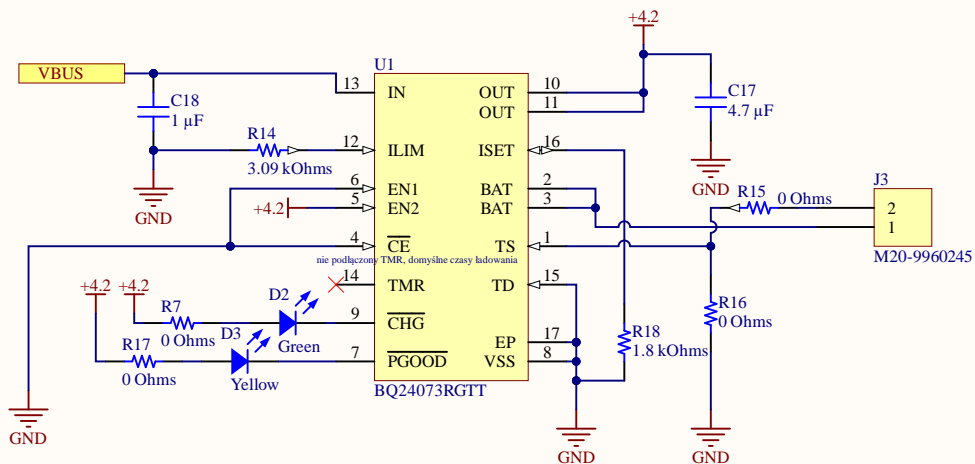 +4.2
VBUS
U1
13 IN
OUT 10
OUT 11
C18
1 µF
C17
4.7 µF
R14
3.09 kOhms
12 ILIM
ISET 16
GND
GND
6 EN1
BAT 2
+4.2 5 EN2
BAT 3
R15
0 Ohms
J3
2
1
M20-9960245
4 CE
TS 1
nie podłączony TMR, domyślne czasy ładowania
14 TMR
TD 15
+4.2
+4.2
R7
0 Ohms
D2
Green
9 CHG
R16
0 Ohms
R17
0 Ohms
D3
Yellow
7 PGOOD
EP 17
VSS 8
R18
1.8 kOhms
BQ24073RGTT
GND
GND
GND